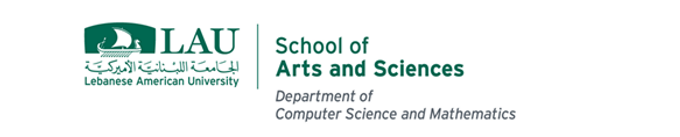 LAU
الجامعة اللبنانية الأميركية
Lebanese American University
School of
Arts and Sciences
Department of
Computer Science and Mathematics